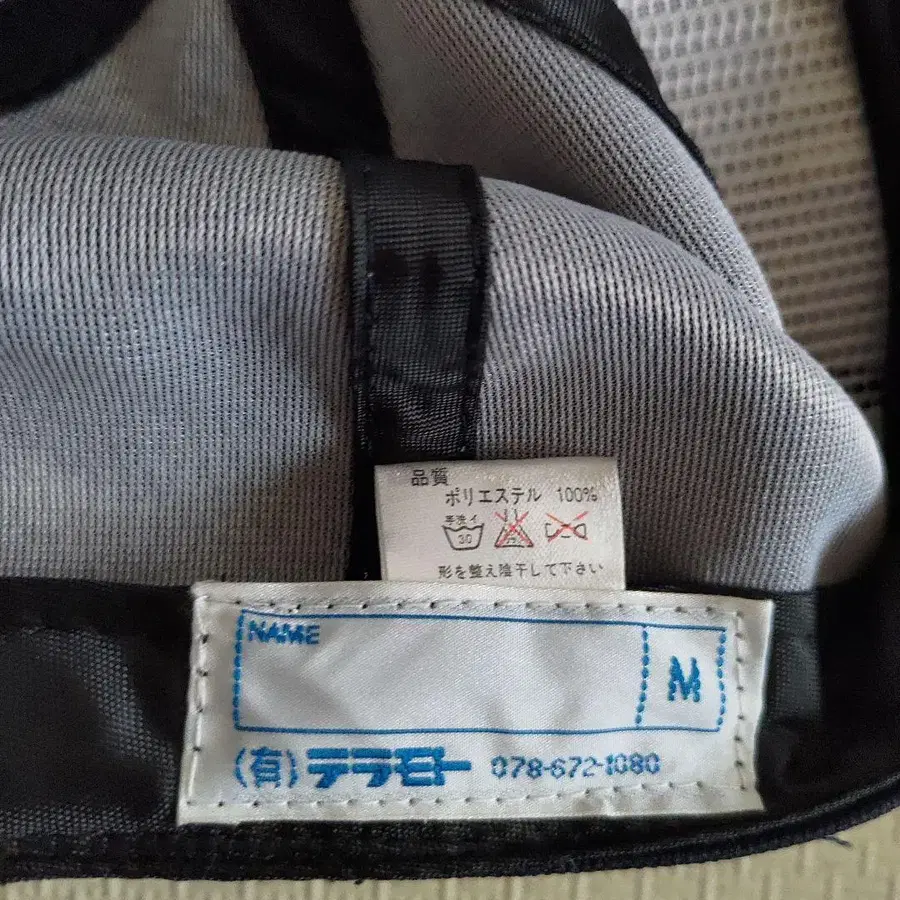 品質
ポリエステル 100%
手洗イ
30
形を整え陰干して下さい
NAME
M
(有)テラモト 078-672-1080